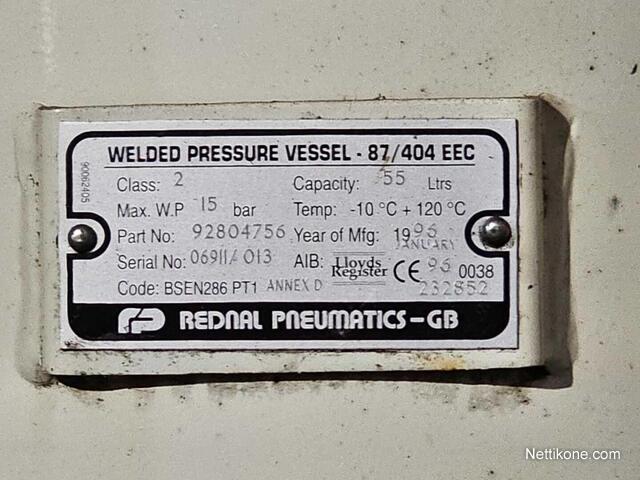 WELDED PRESSURE VESSEL - 87/404 EEC
Class: 2 Capacity: 55 Ltrs
Max. W.P 15 bar Temp: -10 °C + 120 °C
Part No: 92804756 Year of Mfg: 1996
JANUARY
Serial No: 06911/013 AIB: Lloyds Register CE 96 0038
Code: BSEN286 PT1 ANNEX D 232852
REDNAL PNEUMATICS-GB
90062405
Nettikone.com